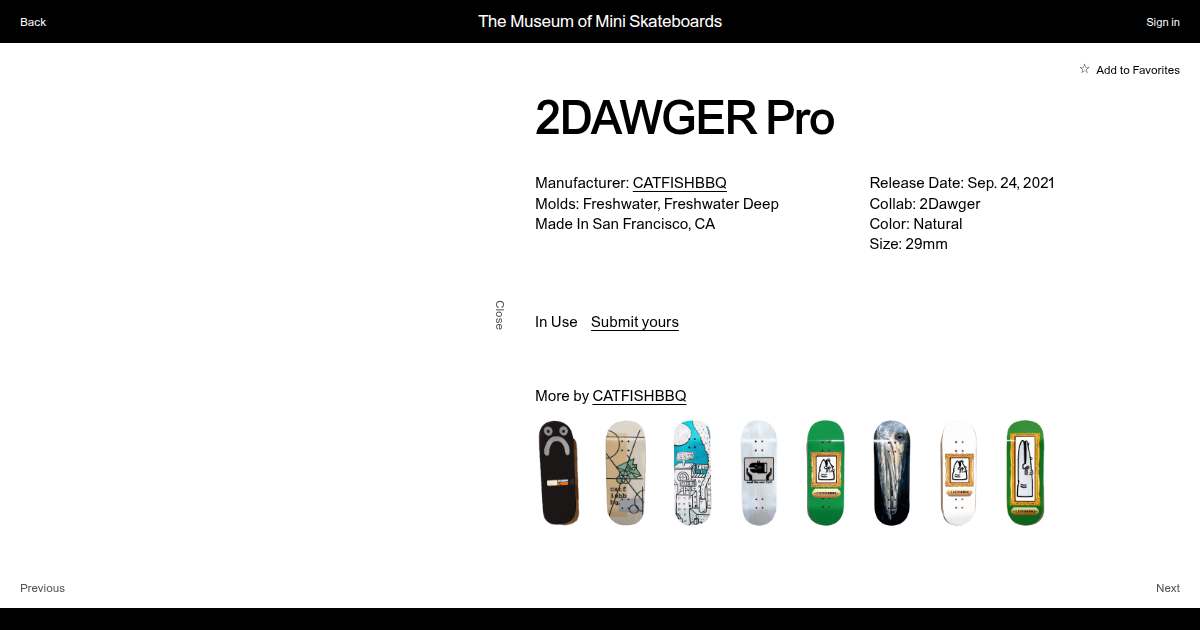 Back
The Museum of Mini Skateboards
Sign in
☆ Add to Favorites
2DAWGER Pro
Manufacturer: CATFISHBBQ
Molds: Freshwater, Freshwater Deep
Made In San Francisco, CA
Release Date: Sep. 24, 2021
Collab: 2Dawger
Color: Natural
Size: 29mm
Close
In Use Submit yours
More by CATFISHBBQ
Previous
Next